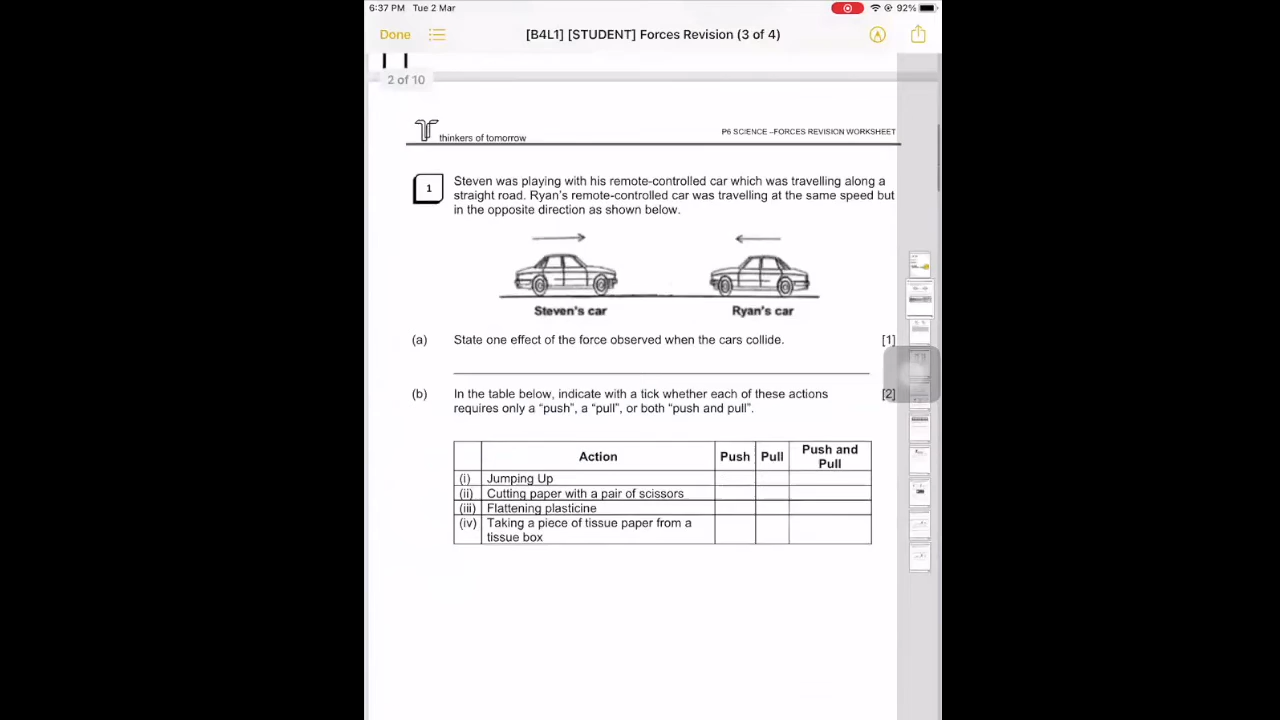 6:37 PM Tue 2 Mar
92%
Done
[B4L1] [STUDENT] Forces Revision (3 of 4)
2 of 10
thinkers of tomorrow
P6 SCIENCE –FORCES REVISION WORKSHEET
1
Steven was playing with his remote-controlled car which was travelling along a
straight road. Ryan's remote-controlled car was travelling at the same speed but
in the opposite direction as shown below.
Steven's car Ryan's car
(a) State one effect of the force observed when the cars collide. [1]
(b) In the table below, indicate with a tick whether each of these actions [2]
requires only a “push”, a “pull”, or both “push and pull”.
Action Push Pull Push and
Pull
(i) Jumping Up
(ii) Cutting paper with a pair of scissors
(iii) Flattening plasticine
(iv) Taking a piece of tissue paper from a
tissue box